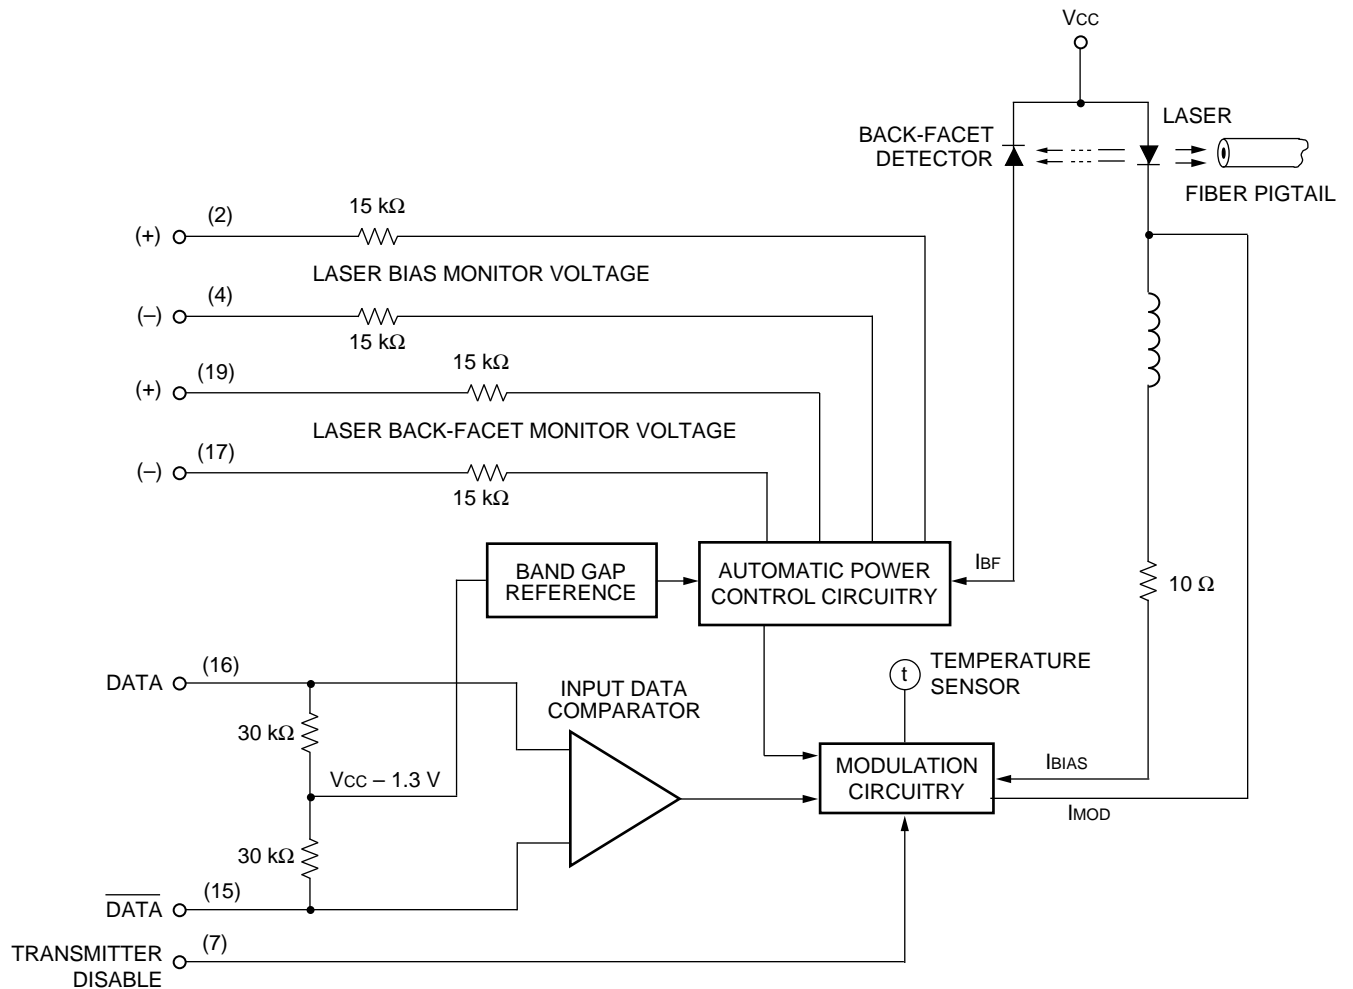 VCC
LASER
BACK-FACET
DETECTOR
FIBER PIGTAIL
(2)
15 kΩ
(+)
LASER BIAS MONITOR VOLTAGE
(4)
(–)
15 kΩ
(19)
15 kΩ
(+)
LASER BACK-FACET MONITOR VOLTAGE
(17)
(–)
15 kΩ
BAND GAP
REFERENCE
AUTOMATIC POWER
CONTROL CIRCUITRY
IBF
10 Ω
(16)
DATA
TEMPERATURE
SENSOR
t
INPUT DATA
COMPARATOR
30 kΩ
VCC – 1.3 V
MODULATION
CIRCUITRY
IBIAS
IMOD
30 kΩ
(15)
DATA
(7)
TRANSMITTER
DISABLE